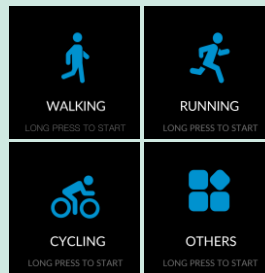 WALKING
LONG PRESS TO START
RUNNING
LONG PRESS TO START
CYCLING
LONG PRESS TO START
OTHERS
LONG PRESS TO START